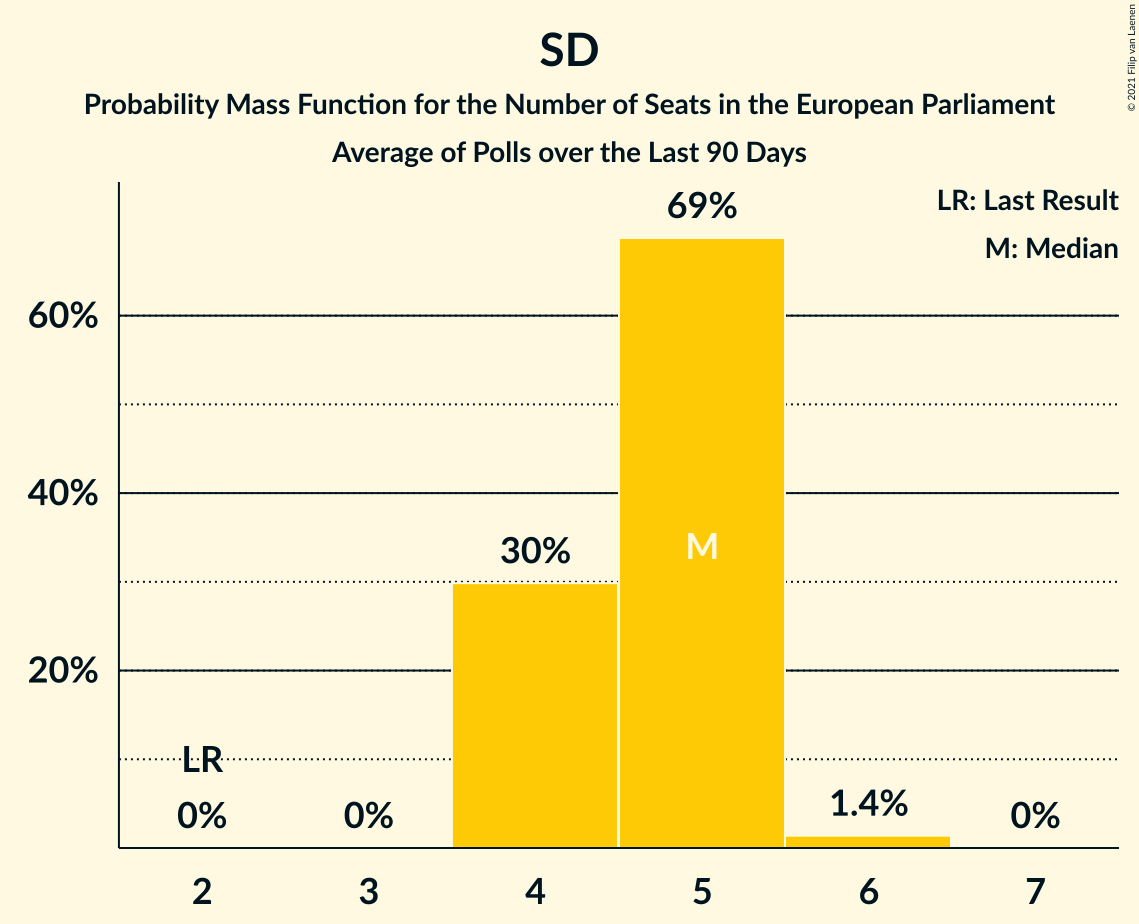 SD
Probability Mass Function for the Number of Seats in the European Parliament
Average of Polls over the Last 90 Days
© 2021 Filip van Laenen
LR: Last Result
M: Median
69%
60%
40%
30%
M
20%
LR
0%
0%
1.4%
0%
2 3 4 5 6 7